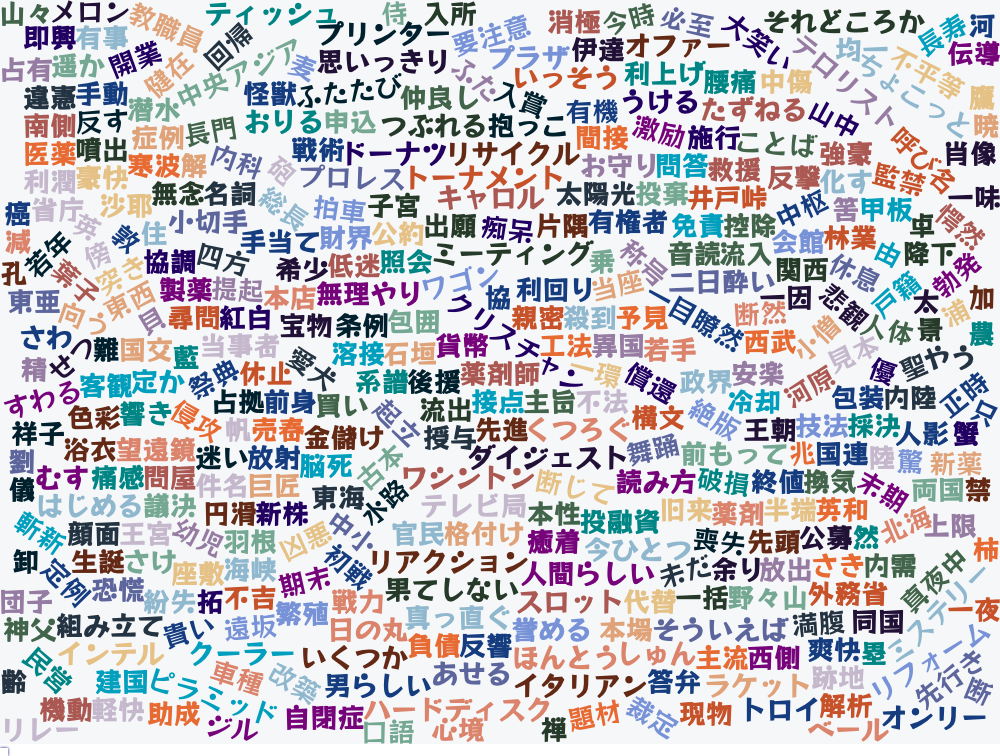 山々 メロン 教職員 ティッシュ 侍 入所 消極 今時 必至 大笑い それどころか 長寿 河
即興 有事 開業 回帰 プリンター 要注意 プラザ 伊達 オファー テロリスト 均一 不平等 伝導
占有 遥か 健在 中央アジア 麦 思いっきり ふた いっそう 利上げ 腰痛 中傷 ちょこっと 鷹
違憲 手動 潜水 怪獣 ふたたび 仲良し 入賞 有機 うける たずねる 山中 暁
南側 反す 症例 長門 おりる 申込 つぶれる 抱っこ 間接 激励 施行 ことば 呼び名 肖像
医薬 噴出 寒波 解 内科 砲 戦術 ドーナツ リサイクル お守り 問答 救援 反撃 強豪 監禁
利潤 豪快 無念 名詞 総長 プロレス トーナメント 太陽光 投棄 井戸 峠 化す 一味
癌 省庁 沙耶 英 小切手 拍車 子宮 キャロル 中枢 答 甲板 愕然
減 若年 傍 敦 住 手当て 財界 公約 出願 痴呆 片隅 有権者 免責 控除 会館 林業 由 卓 降下
孔 葉子 突き 協調 四方 希少 低迷 照会 ミーティング 乗 称号 音読 流入 関西 休息 戸籍 勃発
東亜 向う 東西 貝 製薬 提起 本店 無理やり ワゴン 協 利回り 当座 二日酔い 一因 悲観 太 加
さわ 尋問 紅白 宝物 条例 包囲 クリスチャン 親密 殺到 予見 一目瞭然 断然 人体 景 浦 農
精 せつ 難 国交 藍 当事者 愛犬 溶接 石垣 貨幣 工法 異国 若手 西武 小僧 見本 優 聖 やう
すわる 客観 定か 祭典 休止 系譜 後援 薬剤師 一環 償還 政界 安楽 河原 包装 内陸 正時
色彩 響き 侵攻 占拠 前身 買い 起立 流出 接点 主旨 不法 構文 絶版 冷却 技法 採決 人影 蟹 只
祥子 浴衣 望遠鏡 帆 売春 金儲け 授与 先進 くつろぐ 舞踊 王朝 兆 国連 陸 驚 新薬
劉 むす 痛感 問屋 迷い 放射 脳死 古本 ダイジェスト 前もって
儀 はじめる 議決 件名 巨匠 東海 水路 ワシントン 断じて 読み方 破損 終値 換気 末期 両国 禁
斬新 顔面 王宮 幼児 円滑 新株 中小 テレビ局 本性 投融資 旧来 薬剤 半端 英和 北海 上限
卸 生誕 さけ 羽根 凶悪 初戦 官民 格付け 癒着 今ひとつ 喪失 先頭 公募 然 柿
定例 恐慌 座敷 海峡 期末 リアクション 人間らしい 未だ 余り 放出 さき 内需 真夜中
団子 紛失 拓 不吉 繁殖 戦力 果てしない スロット 代替 一括 野々山 外務省 ミステリー 一夜
神父 組み立て 貴い 遠坂 日の丸 真っ直ぐ 誉める 本場 そういえば 満腹 同国
民営 インテル クーラー いくつか 負債 反響 ほんとう しゅん 主流 西側 爽快 塁 リフォーム
齢 建国 ピラミッド 車種 改築 男らしい あせる イタリアン 答弁 ラケット 跡地 先行き 断
機動 軽快 助成 ジル 自閉症 ハードディスク 題材 裁定 現物 トロイ 解析 オンリー
リレー 口語 心境 禅 ベール